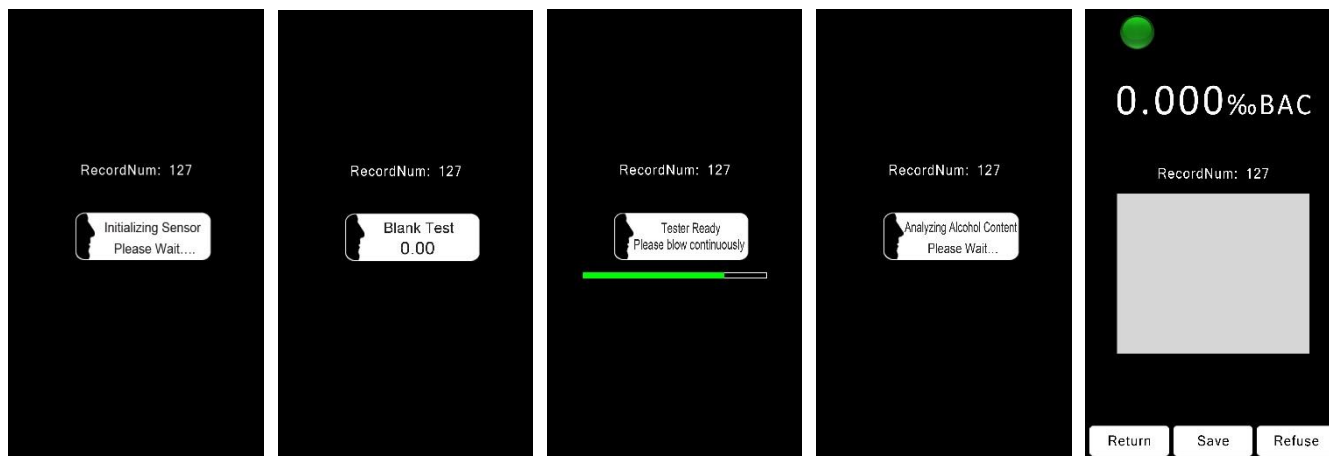 RecordNum: 127
Initializing Sensor
Please Wait....
RecordNum: 127
Blank Test
0.00
RecordNum: 127
Tester Ready
Please blow continuously
RecordNum: 127
Analyzing Alcohol Content
Please Wait...
0.000‰BAC
RecordNum: 127
Return Save Refuse